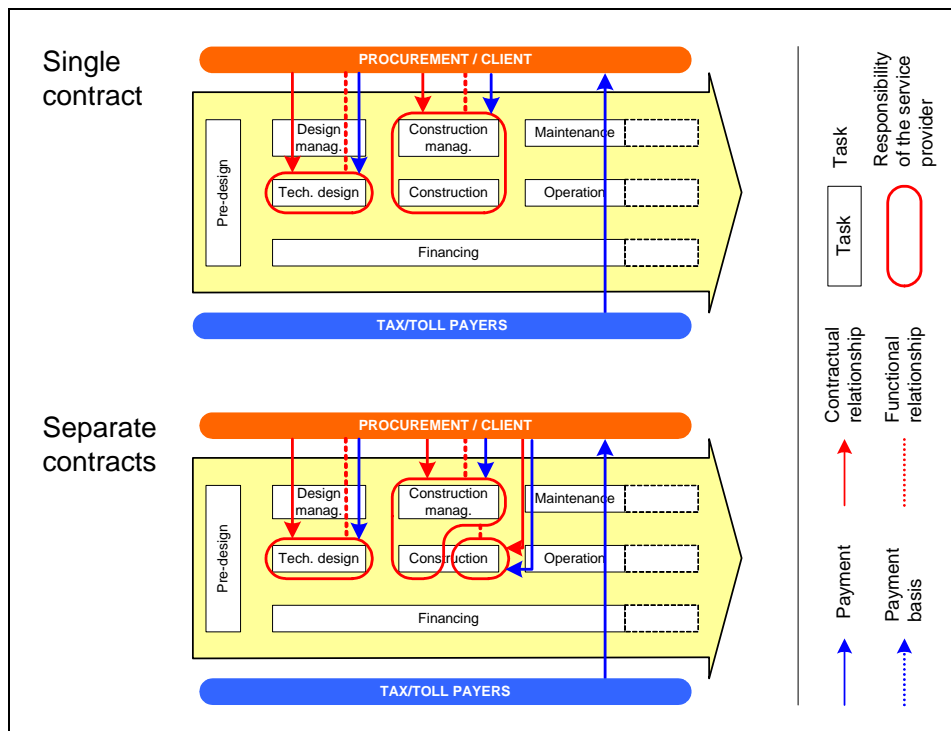 Single
contract
PROCUREMENT / CLIENT
Pre-design
Design
manag.
Construction
manag.
Maintenance
Tech. design
Construction
Operation
Financing
TAX/TOLL PAYERS
Separate
contracts
PROCUREMENT / CLIENT
Pre-design
Design
manag.
Construction
manag.
Maintenance
Tech. design
Construction
Operation
Financing
TAX/TOLL PAYERS
Task
Task
Responsibility
of the service
provider
Contractual
relationship
Functional
relationship
Payment
Payment
basis